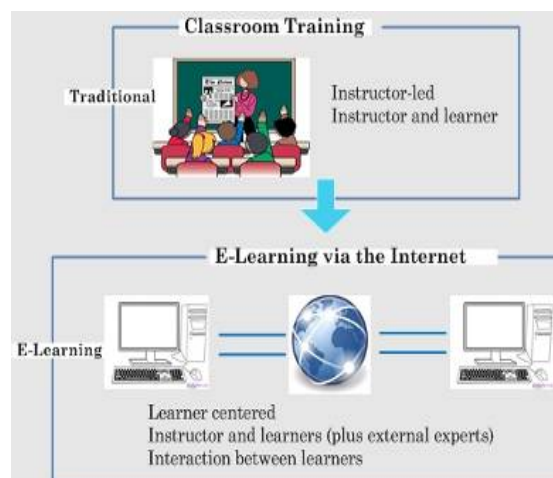 Classroom Training
Traditional
Instructor-led
Instructor and learner
E-Learning via the Internet
E-Learning
Learner centered
Instructor and learners (plus external experts)
Interaction between learners